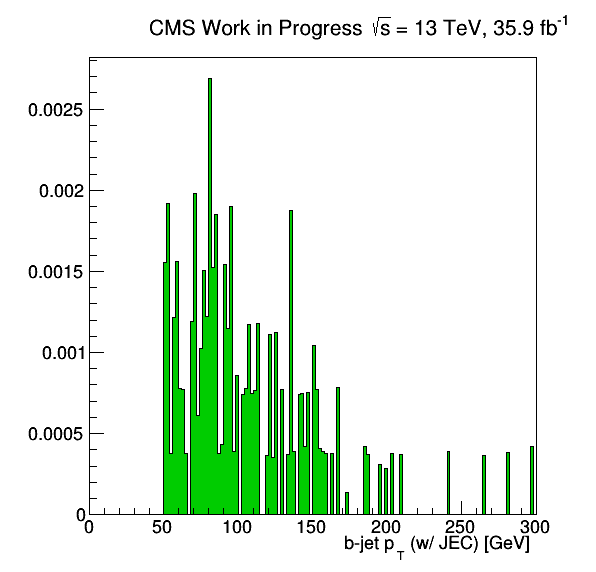 CMS Work in Progress √s = 13 TeV, 35.9 fb⁻¹
0.0025
0.002
0.0015
0.001
0.0005
0
0 50 100 150 200 250 300
b-jet p_T (w/ JEC) [GeV]